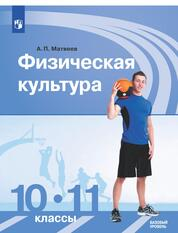 А. П. Матвеев
Физическая
культура
10•11
классы
БАЗОВЫЙ
УРОВЕНЬ